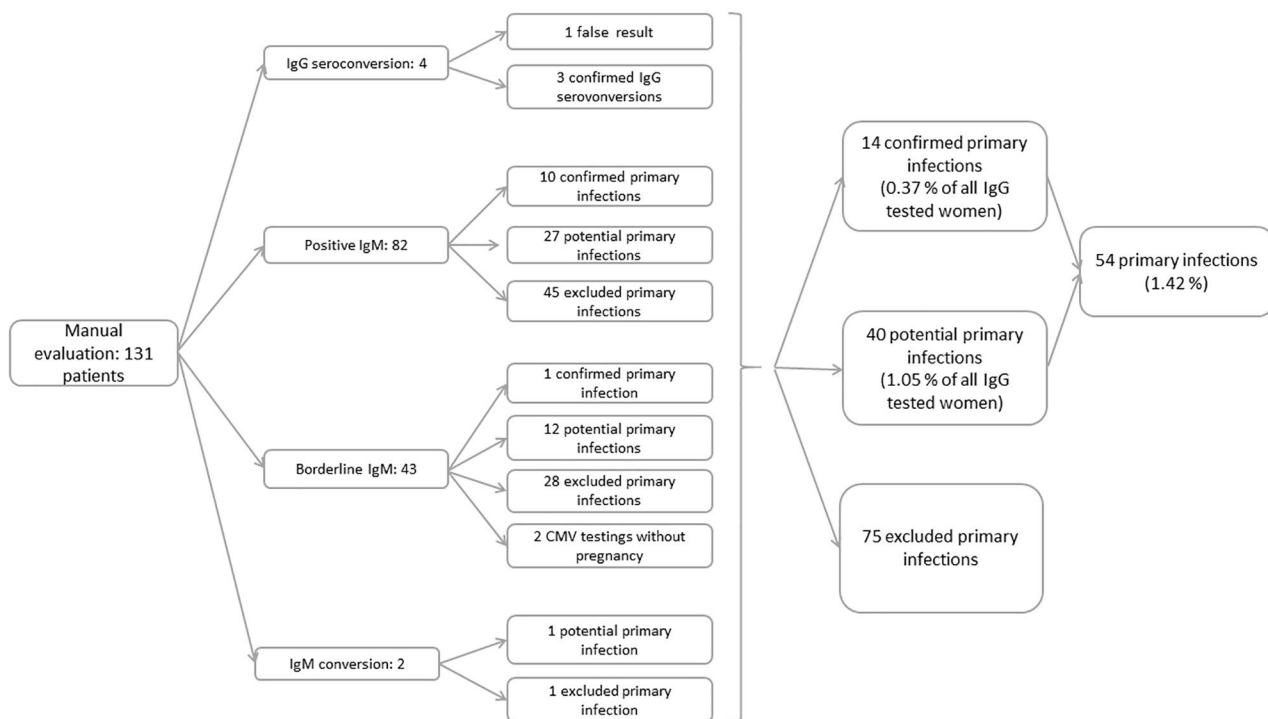 Manual
evaluation: 131
patients
IgG seroconversion: 4
Positive IgM: 82
Borderline IgM: 43
IgM conversion: 2
1 false result
3 confirmed IgG
serovonversions
10 confirmed primary
infections
27 potential primary
infections
45 excluded primary
infections
1 confirmed primary
infection
12 potential primary
infections
28 excluded primary
infections
2 CMV testings without
pregnancy
1 potential primary
infection
1 excluded primary
infection
14 confirmed primary
infections
(0.37 % of all IgG
tested women)
40 potential primary
infections
(1.05 % of all IgG
tested women)
75 excluded primary
infections
54 primary infections
(1.42 %)